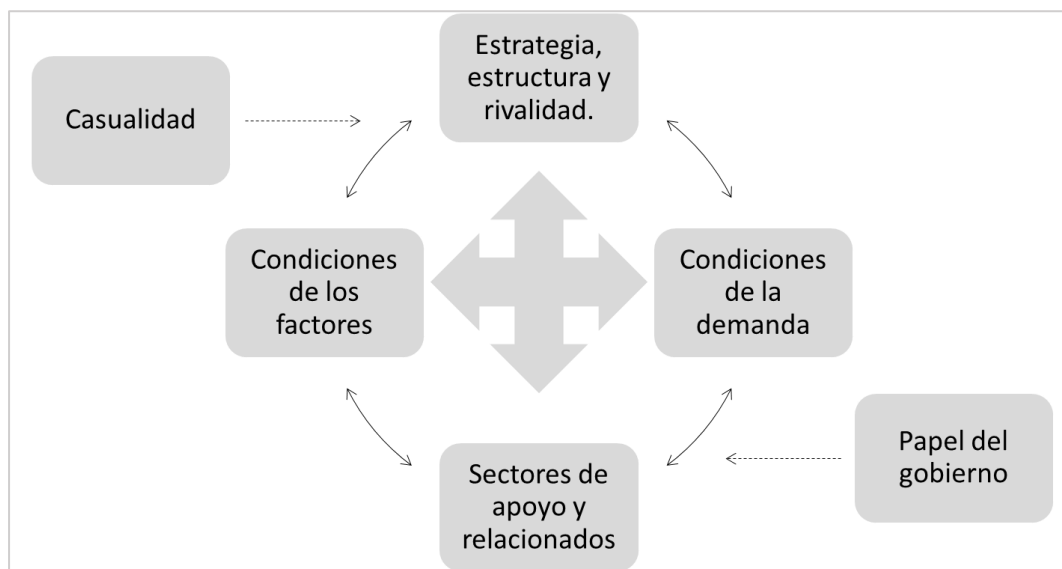 Estrategia,
estructura y
rivalidad.
Casualidad
Condiciones
de los
factores
Condiciones
de la
demanda
Sectores de
apoyo y
relacionados
Papel del
gobierno